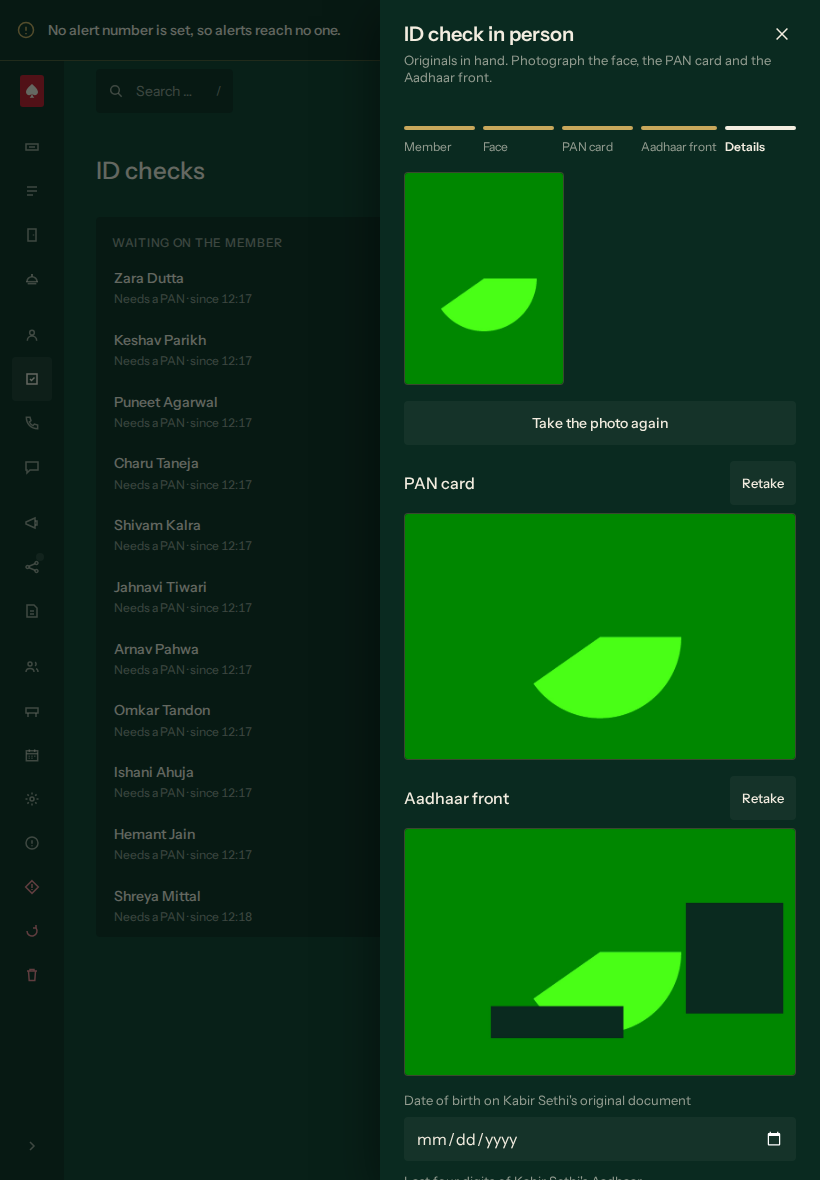 No alert number is set, so alerts reach no one.
Search ...
/
ID checks
WAITING ON THE MEMBER
Zara Dutta
Needs a PAN · since 12:17
Keshav Parikh
Needs a PAN · since 12:17
Puneet Agarwal
Needs a PAN · since 12:17
Charu Taneja
Needs a PAN · since 12:17
Shivam Kalra
Needs a PAN · since 12:17
Jahnavi Tiwari
Needs a PAN · since 12:17
Arnav Pahwa
Needs a PAN · since 12:17
Omkar Tandon
Needs a PAN · since 12:17
Ishani Ahuja
Needs a PAN · since 12:17
Hemant Jain
Needs a PAN · since 12:17
Shreya Mittal
Needs a PAN · since 12:18
ID check in person
Originals in hand. Photograph the face, the PAN card and the
Aadhaar front.
Member
Face
PAN card
Aadhaar front
Details
Take the photo again
PAN card
Retake
Aadhaar front
Retake
Date of birth on Kabir Sethi's original document
mm/dd/yyyy
Last four digits of Kabir Sethi's Aadhaar